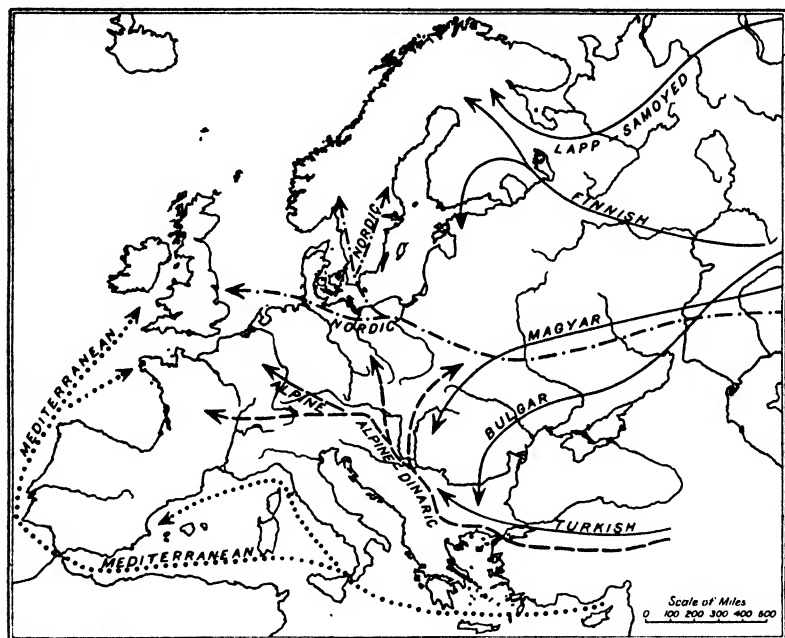 LAPP - SAMOYED
FINNISH
NORDIC
NORDIC
MAGYAR
MEDITERRANEAN
ALPINE
BULGAR
ALPINE
DINARIC
TURKISH
MEDITERRANEAN
Scale of Miles
0 100 200 300 400 500